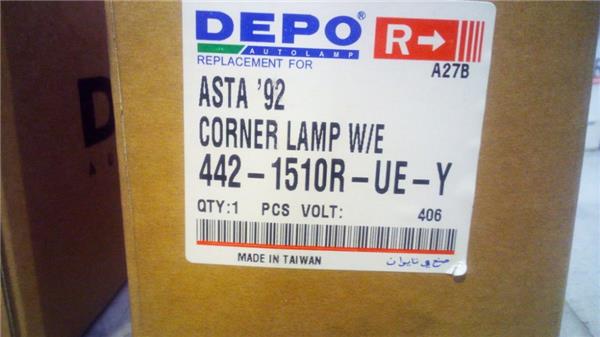 DEPO®
AUTOLAMP
R→
REPLACEMENT FOR
A27B
ASTA '92
CORNER LAMP W/E
442-1510R-UE-Y
QTY:1 PCS VOLT: 406
MADE IN TAIWAN صنع في تايوان